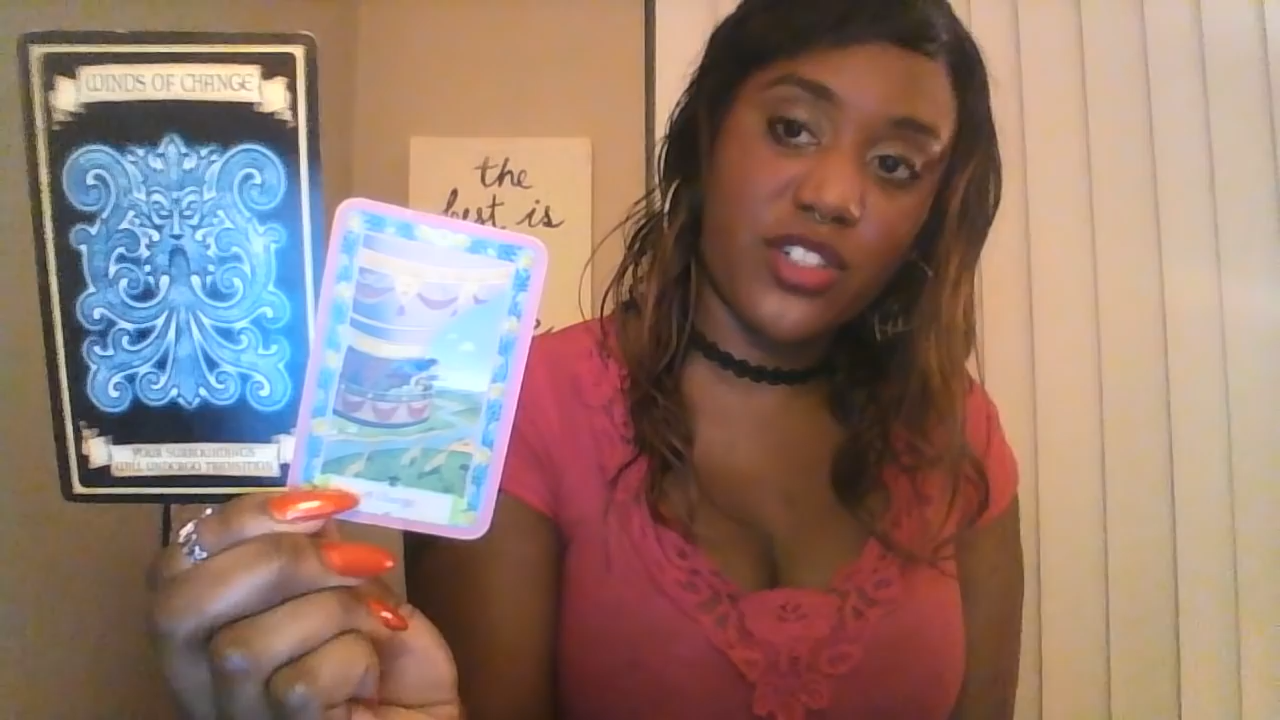 WINDS OF CHANGE
YOUR SURROUNDINGS
WILL UNDERGO TRANSITION
the
best is